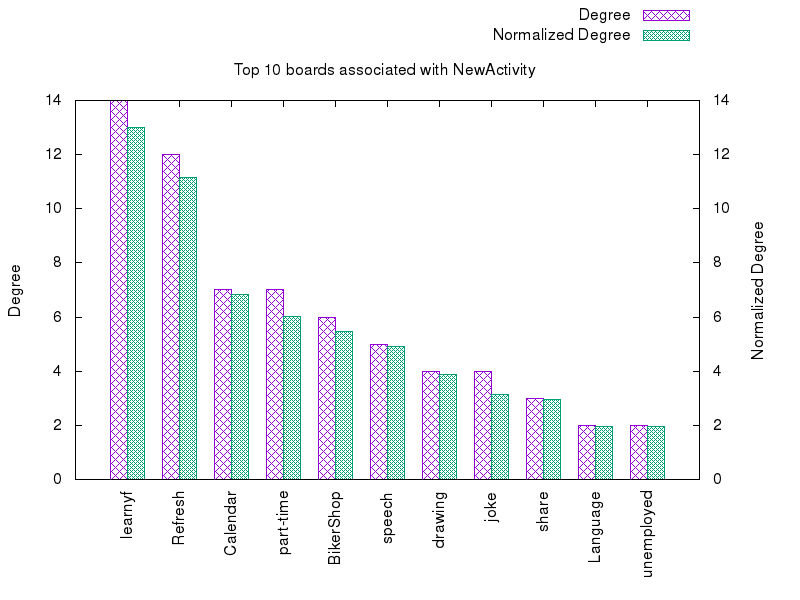 Degree
Normalized Degree
Top 10 boards associated with NewActivity
14 14
12 12
10 10
8 8
6 6
4 4
2 2
0 0
Degree
Normalized Degree
learnyf Refresh Calendar part-time BikerShop speech drawing joke share Language unemployed